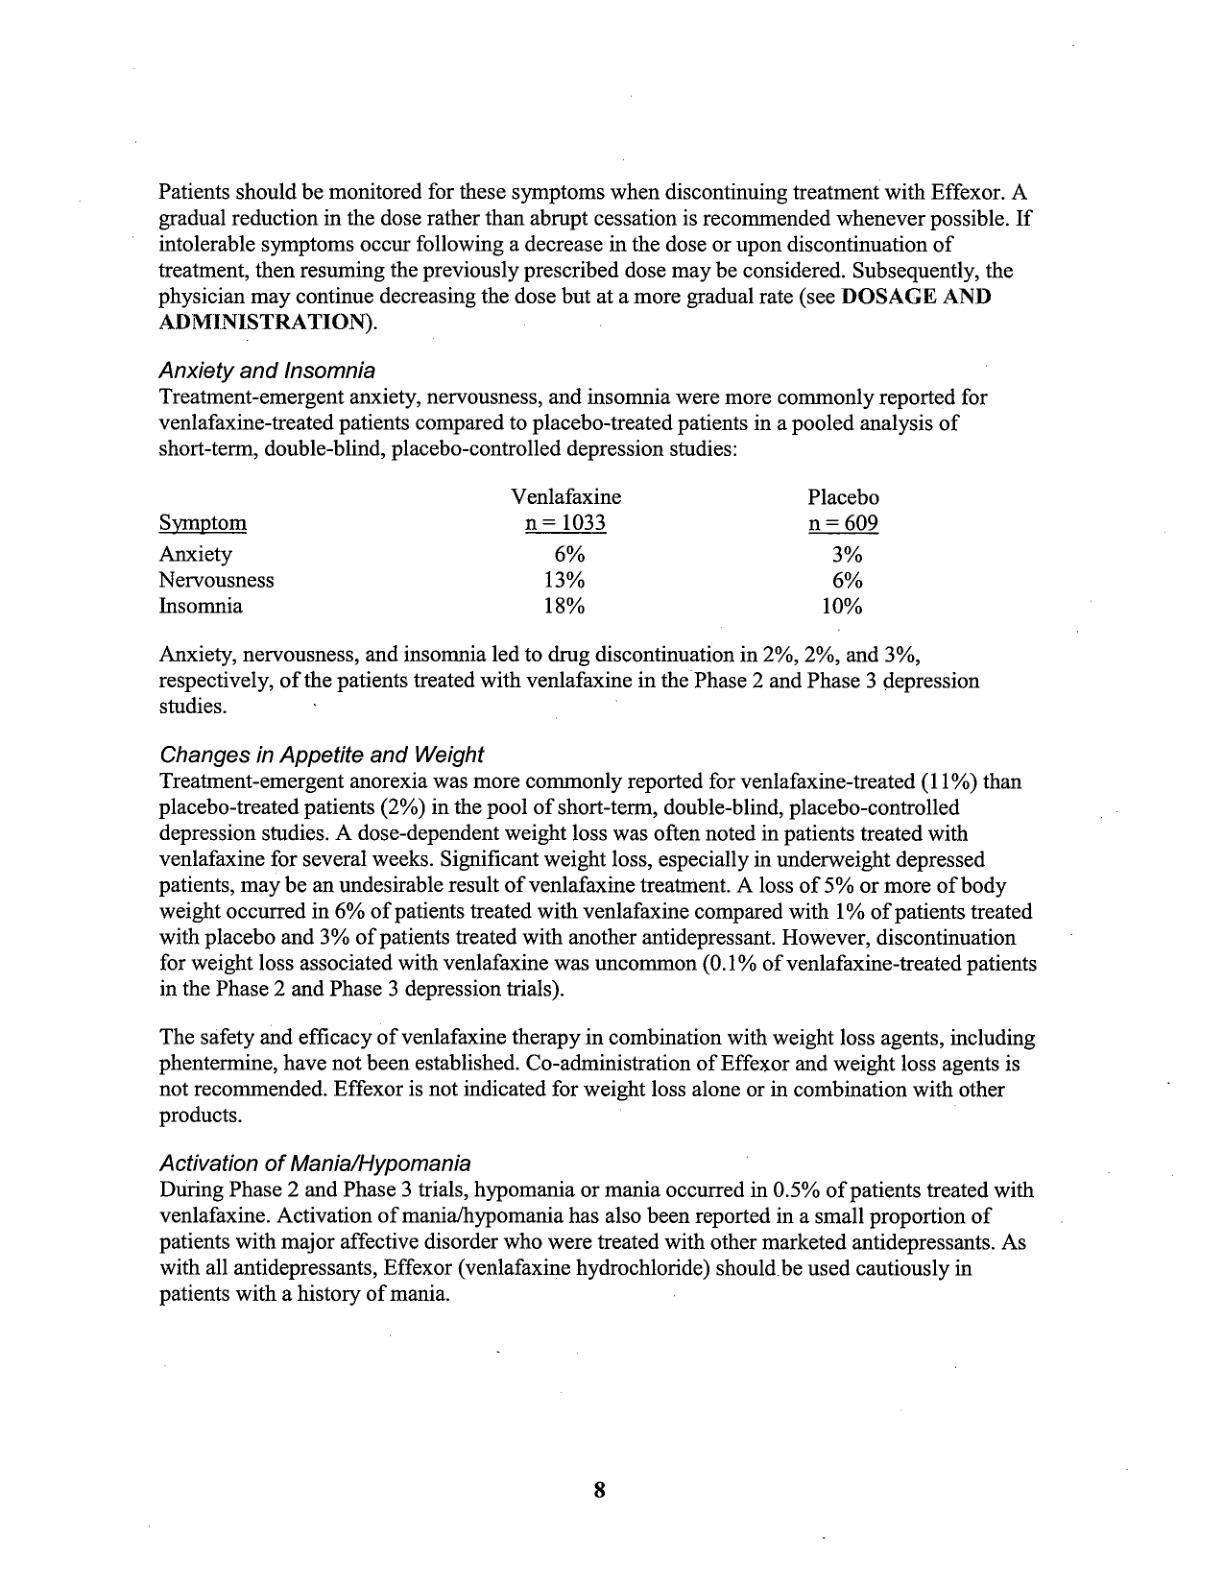 Patients should be monitored for these symptoms when discontinuing treatment with Effexor. A
gradual reduction in the dose rather than abrupt cessation is recommended whenever possible. If
intolerable symptoms occur following a decrease in the dose or upon discontinuation of
treatment, then resuming the previously prescribed dose may be considered. Subsequently, the
physician may continue decreasing the dose but at a more gradual rate (see DOSAGE AND
ADMINISTRATION).
Anxiety and Insomnia
Treatment-emergent anxiety, nervousness, and insomnia were more commonly reported for
venlafaxine-treated patients compared to placebo-treated patients in a pooled analysis of
short-term, double-blind, placebo-controlled depression studies:
Venlafaxine Placebo
Symptom n = 1033 n = 609
Anxiety 6% 3%
Nervousness 13% 6%
Insomnia 18% 10%
Anxiety, nervousness, and insomnia led to drug discontinuation in 2%, 2%, and 3%,
respectively, of the patients treated with venlafaxine in the Phase 2 and Phase 3 depression
studies.
Changes in Appetite and Weight
Treatment-emergent anorexia was more commonly reported for venlafaxine-treated (11%) than
placebo-treated patients (2%) in the pool of short-term, double-blind, placebo-controlled
depression studies. A dose-dependent weight loss was often noted in patients treated with
venlafaxine for several weeks. Significant weight loss, especially in underweight depressed
patients, may be an undesirable result of venlafaxine treatment. A loss of 5% or more of body
weight occurred in 6% of patients treated with venlafaxine compared with 1% of patients treated
with placebo and 3% of patients treated with another antidepressant. However, discontinuation
for weight loss associated with venlafaxine was uncommon (0.1% of venlafaxine-treated patients
in the Phase 2 and Phase 3 depression trials).
The safety and efficacy of venlafaxine therapy in combination with weight loss agents, including
phentermine, have not been established. Co-administration of Effexor and weight loss agents is
not recommended. Effexor is not indicated for weight loss alone or in combination with other
products.
Activation of Mania/Hypomania
During Phase 2 and Phase 3 trials, hypomania or mania occurred in 0.5% of patients treated with
venlafaxine. Activation of mania/hypomania has also been reported in a small proportion of
patients with major affective disorder who were treated with other marketed antidepressants. As
with all antidepressants, Effexor (venlafaxine hydrochloride) should be used cautiously in
patients with a history of mania.
8